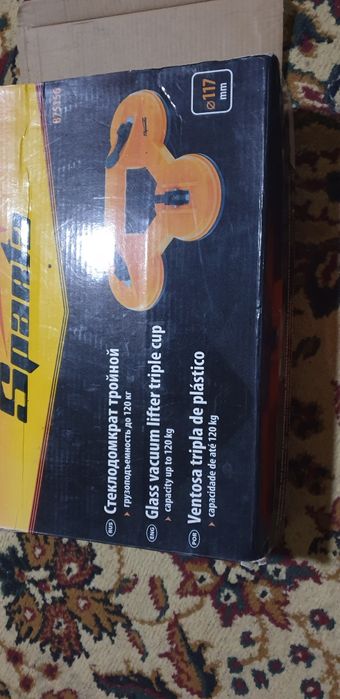 Sparta
875356
Ø117
mm
RUS Стеклодомкрат тройной
грузоподъемность до 120 кг
ENG Glass vacuum lifter triple cup
capacity up to 120 kg
POR Ventosa tripla de plástico
capacidade de até 120 kg